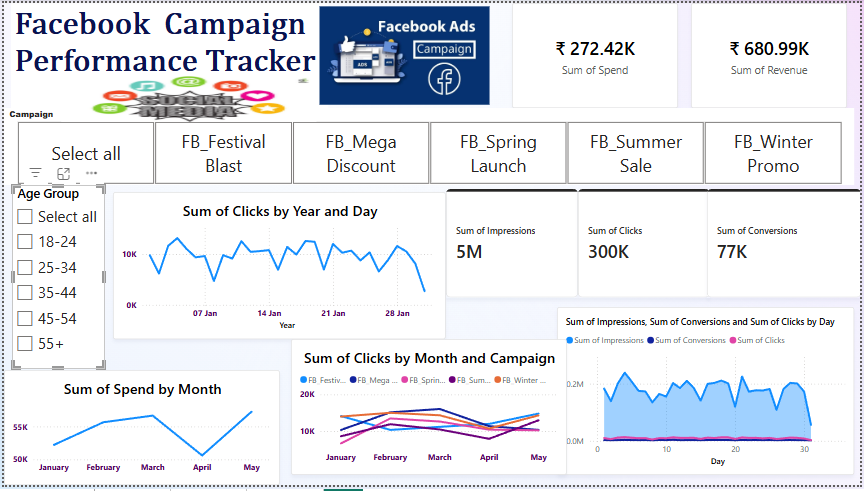 Facebook Campaign
Performance Tracker
Facebook Ads
Campaign
ADS
SOCIAL
MEDIA
₹ 272.42K
Sum of Spend
₹ 680.99K
Sum of Revenue
Campaign
Select all
FB_Festival
Blast
FB_Mega
Discount
FB_Spring
Launch
FB_Summer
Sale
FB_Winter
Promo
Age Group
Select all
18-24
25-34
35-44
45-54
55+
Sum of Clicks by Year and Day
10K
0K
07 Jan
14 Jan
21 Jan
28 Jan
Year
Sum of Impressions
5M
Sum of Clicks
300K
Sum of Conversions
77K
Sum of Spend by Month
55K
50K
January
February
March
April
May
Sum of Clicks by Month and Campaign
FB_Festiv...
FB_Mega ...
FB_Sprin...
FB_Sum...
FB_Winter ...
20K
10K
January
February
March
April
May
Sum of Impressions, Sum of Conversions and Sum of Clicks by Day
Sum of Impressions
Sum of Conversions
Sum of Clicks
0.2M
0.0M
0
10
20
30
Day